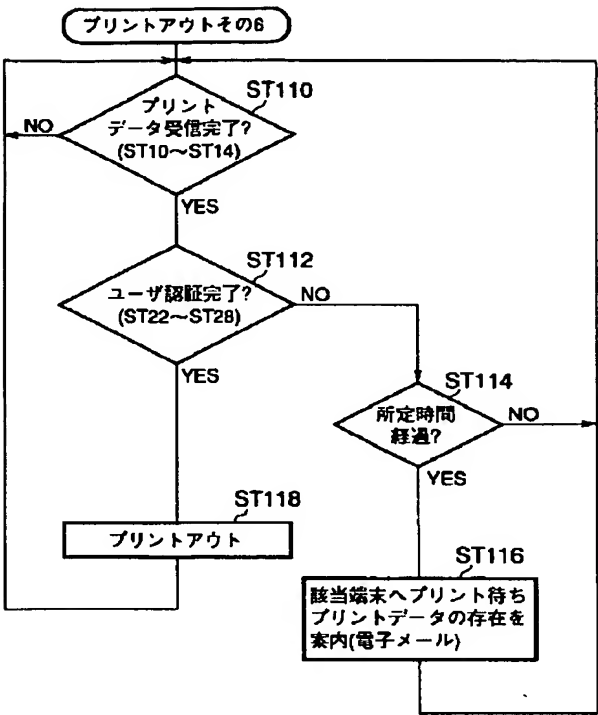 プリントアウトその6
ST110
プリント
データ受信完了?
(ST10〜ST14)
NO
YES
ST112
ユーザ認証完了?
(ST22〜ST28)
NO
YES
ST114
所定時間
経過?
NO
YES
ST118
プリントアウト
ST116
該当端末へプリント待ち
プリントデータの存在を
案内(電子メール)